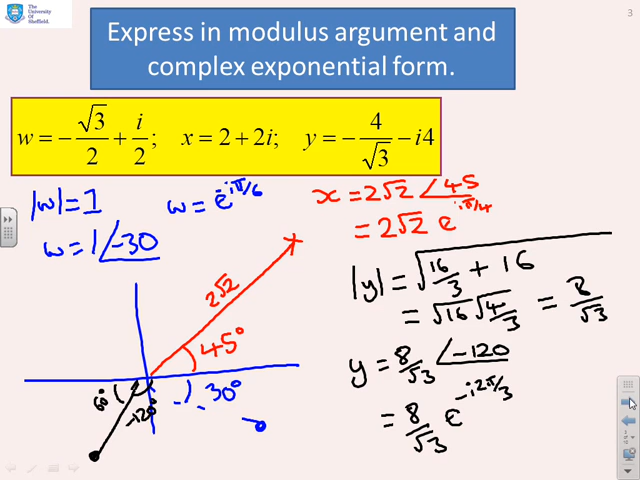 The University Of Sheffield.
3
Express in modulus argument and
complex exponential form.
w = -√3/2 + i/2; x = 2 + 2i; y = -4/√3 - i4
|w| = 1 w = e^-iπ/6
w = 1∠-30
x = 2√2 ∠45
= 2√2 e^iπ/4
|y| = √(16/3 + 16)
= √16 √4/3 = 8/√3
y = 8/√3 ∠-120
= 8/√3 e^-i2π/3
2√2
45°
30°
60°
-120°